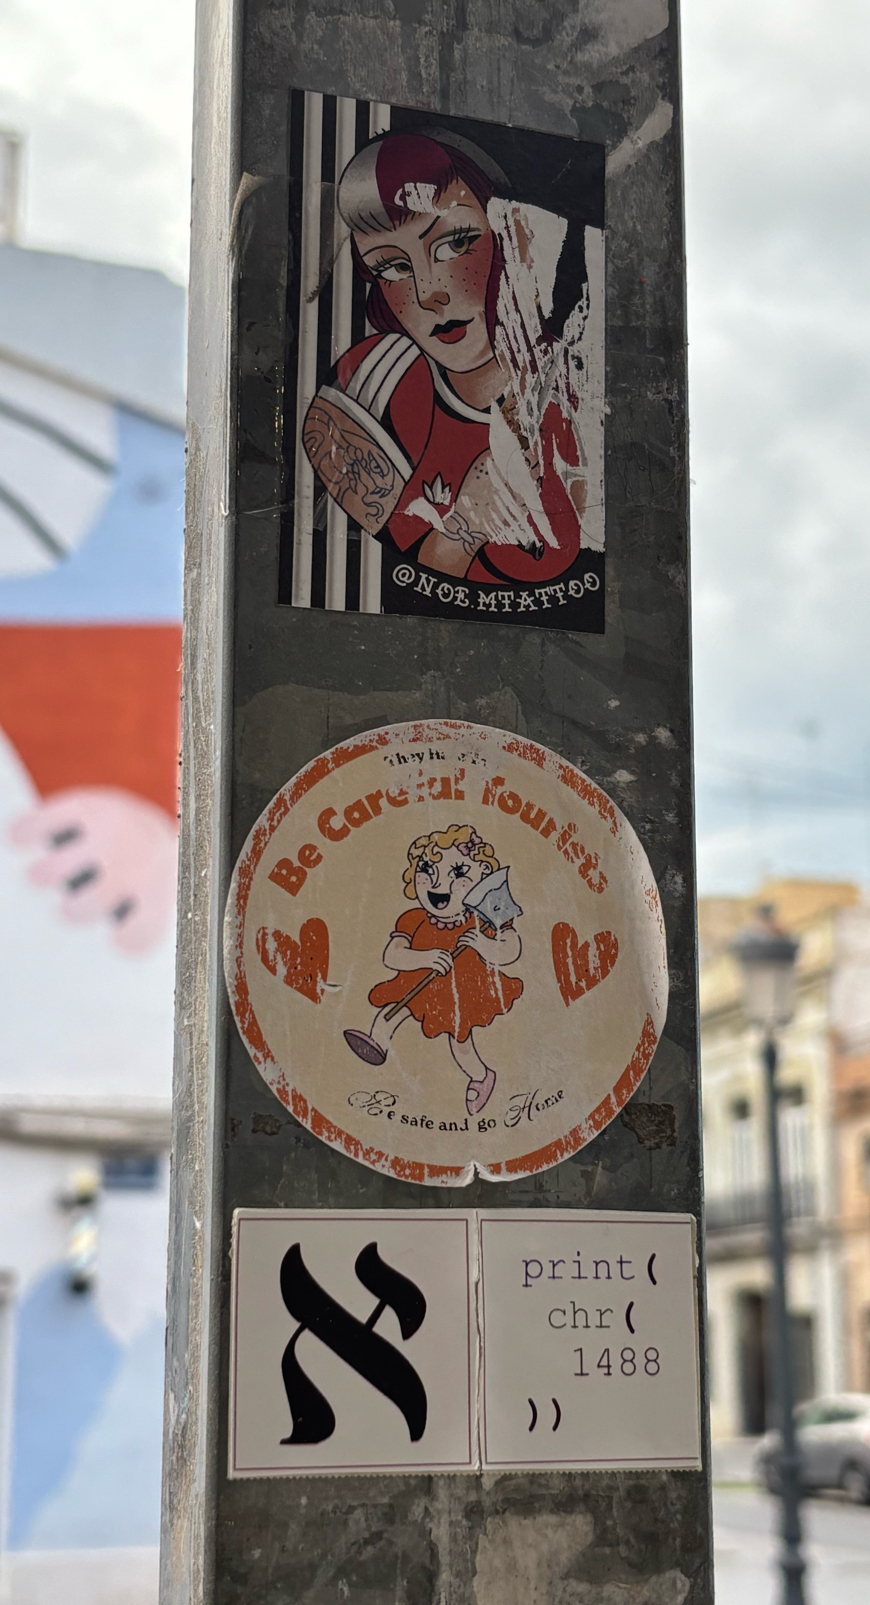 @NOE.MTATTOO
They
Be Careful Tourists
Be safe and go Home
א
print(
chr(
1488
))